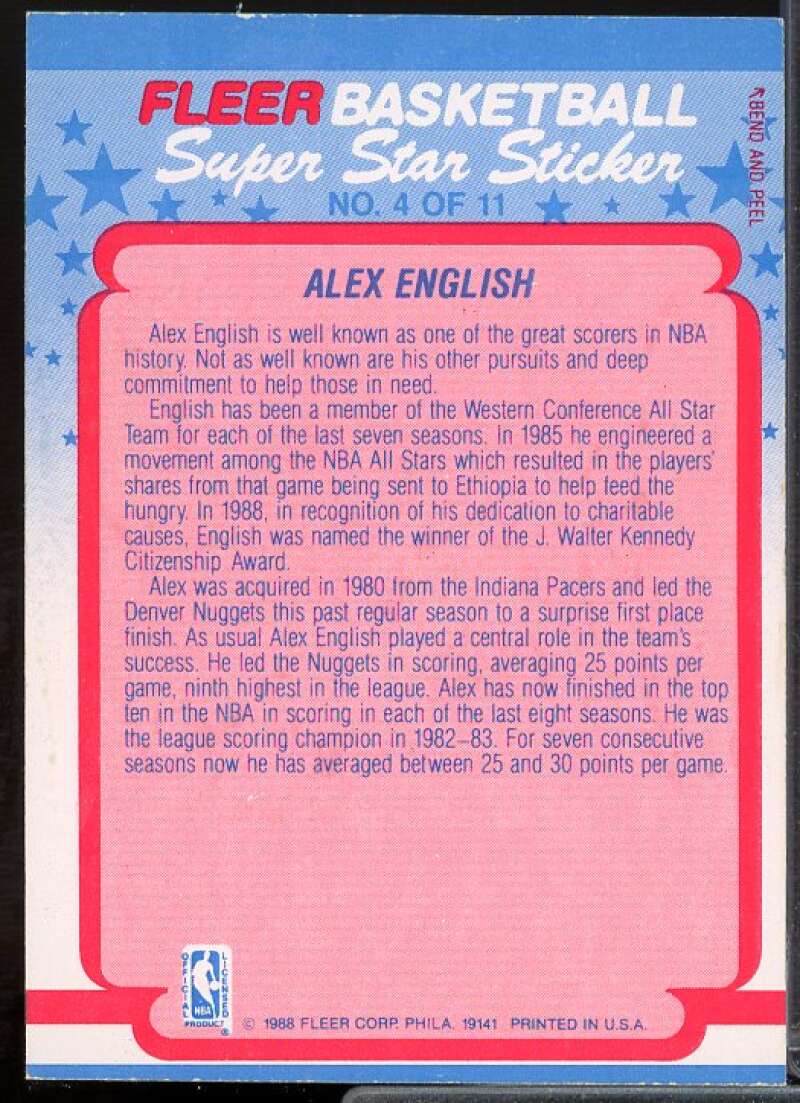 FLEER BASKETBALL
Super Star Sticker
NO. 4 OF 11
↖BEND AND PEEL
ALEX ENGLISH
Alex English is well known as one of the great scorers in NBA
history. Not as well known are his other pursuits and deep
commitment to help those in need.
English has been a member of the Western Conference All Star
Team for each of the last seven seasons. In 1985 he engineered a
movement among the NBA All Stars which resulted in the players'
shares from that game being sent to Ethiopia to help feed the
hungry. In 1988, in recognition of his dedication to charitable
causes, English was named the winner of the J. Walter Kennedy
Citizenship Award.
Alex was acquired in 1980 from the Indiana Pacers and led the
Denver Nuggets this past regular season to a surprise first place
finish. As usual Alex English played a central role in the team's
success. He led the Nuggets in scoring, averaging 25 points per
game, ninth highest in the league. Alex has now finished in the top
ten in the NBA in scoring in each of the last eight seasons. He was
the league scoring champion in 1982–83. For seven consecutive
seasons now he has averaged between 25 and 30 points per game.
OFFICIAL
LICENSED
NBA
PRODUCT
®
© 1988 FLEER CORP. PHILA. 19141 PRINTED IN U.S.A.